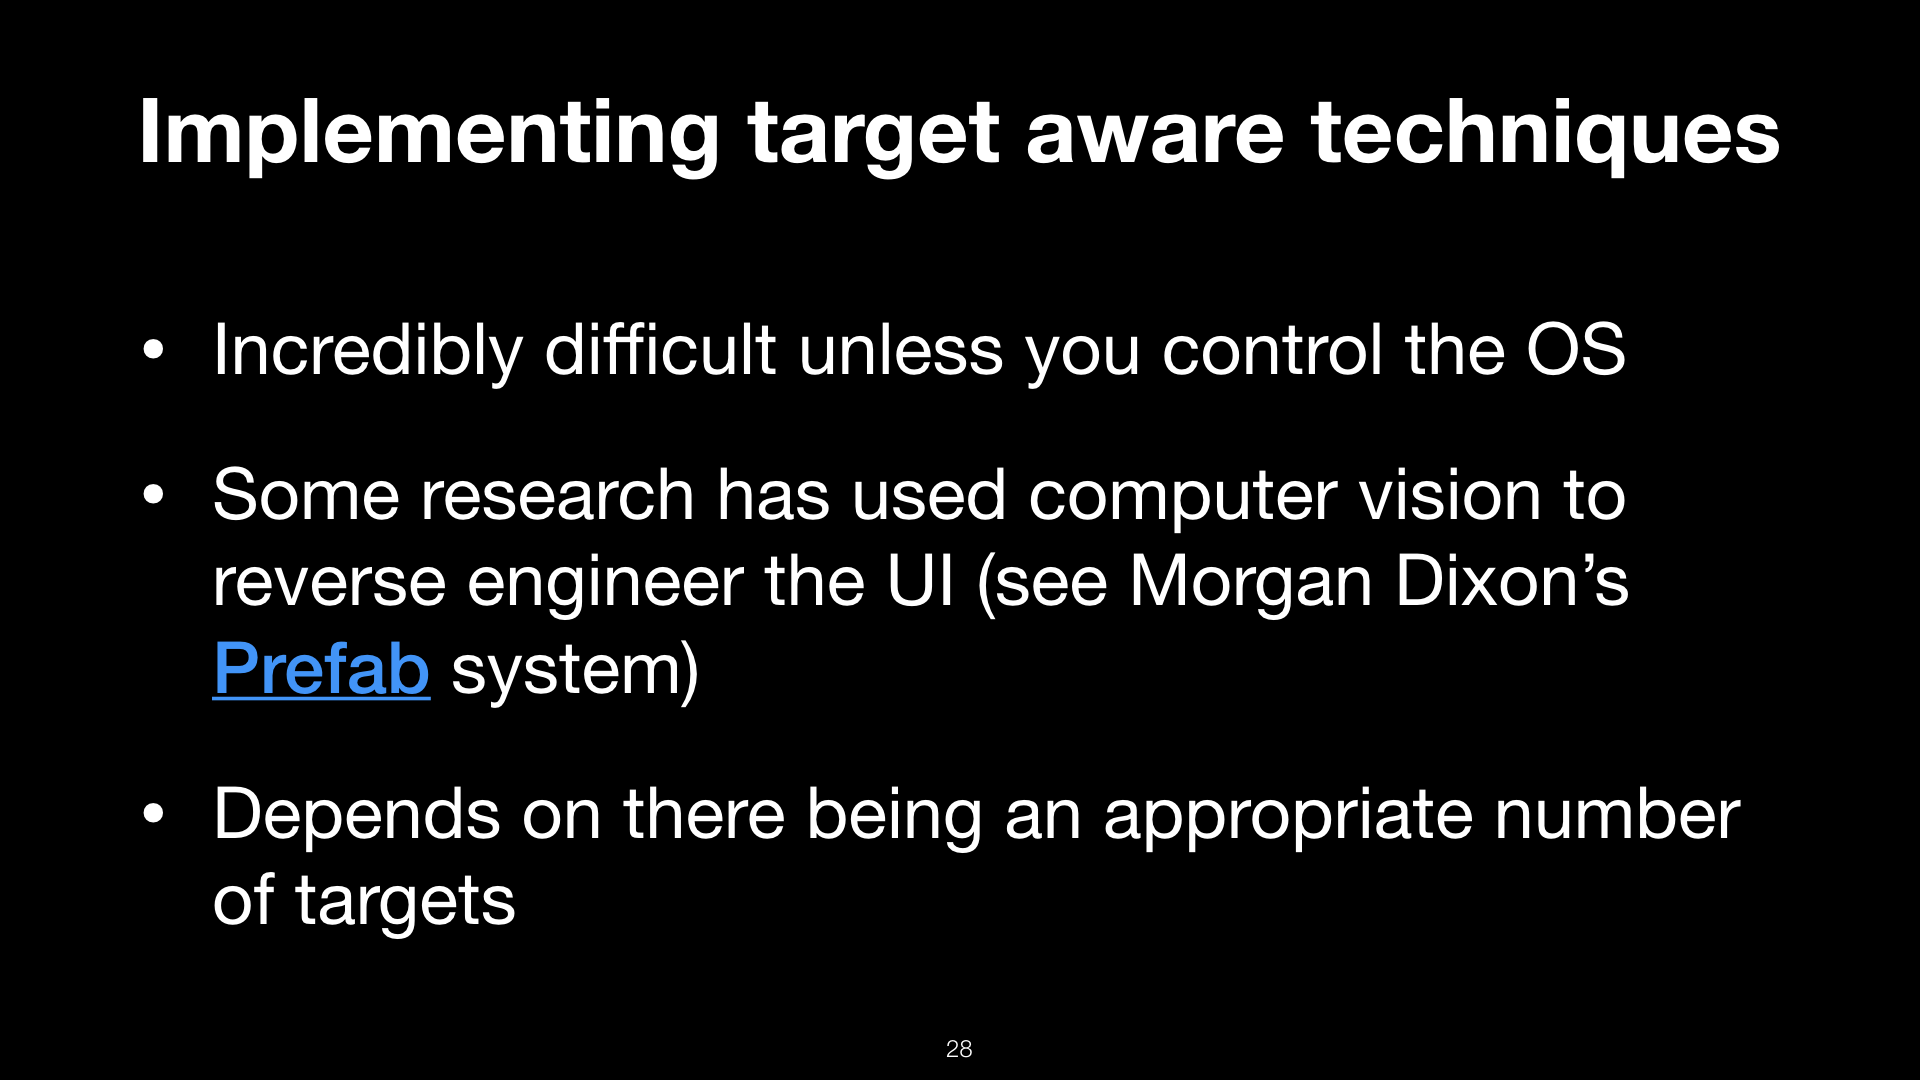 Implementing target aware techniques
• Incredibly difficult unless you control the OS
• Some research has used computer vision to
reverse engineer the UI (see Morgan Dixon’s
Prefab system)
• Depends on there being an appropriate number
of targets
28